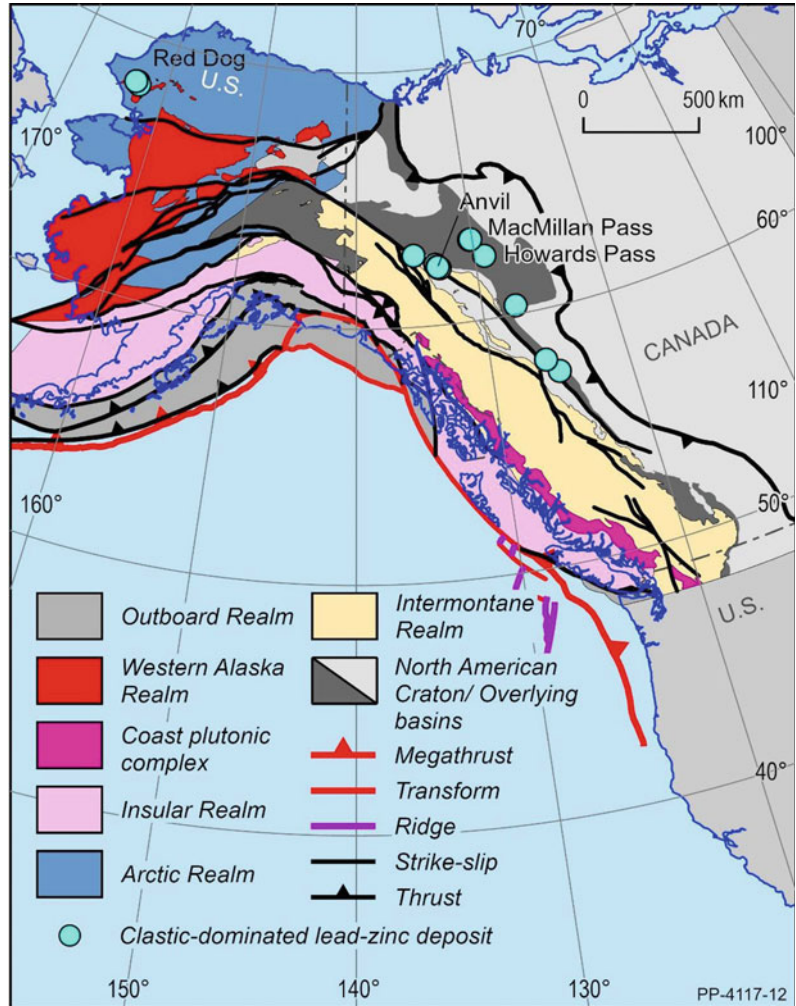 70°
Red Dog
U.S.
0 500 km
170°
100°
Anvil
60°
MacMillan Pass
Howards Pass
CANADA
110°
160°
50°
U.S.
Outboard Realm
Western Alaska
Realm
Coast plutonic
complex
Insular Realm
Arctic Realm
Intermontane
Realm
North American
Craton/ Overlying
basins
Megathrust
Transform
Ridge
Strike-slip
Thrust
40°
Clastic-dominated lead-zinc deposit
150°
140°
130°
PP-4117-12